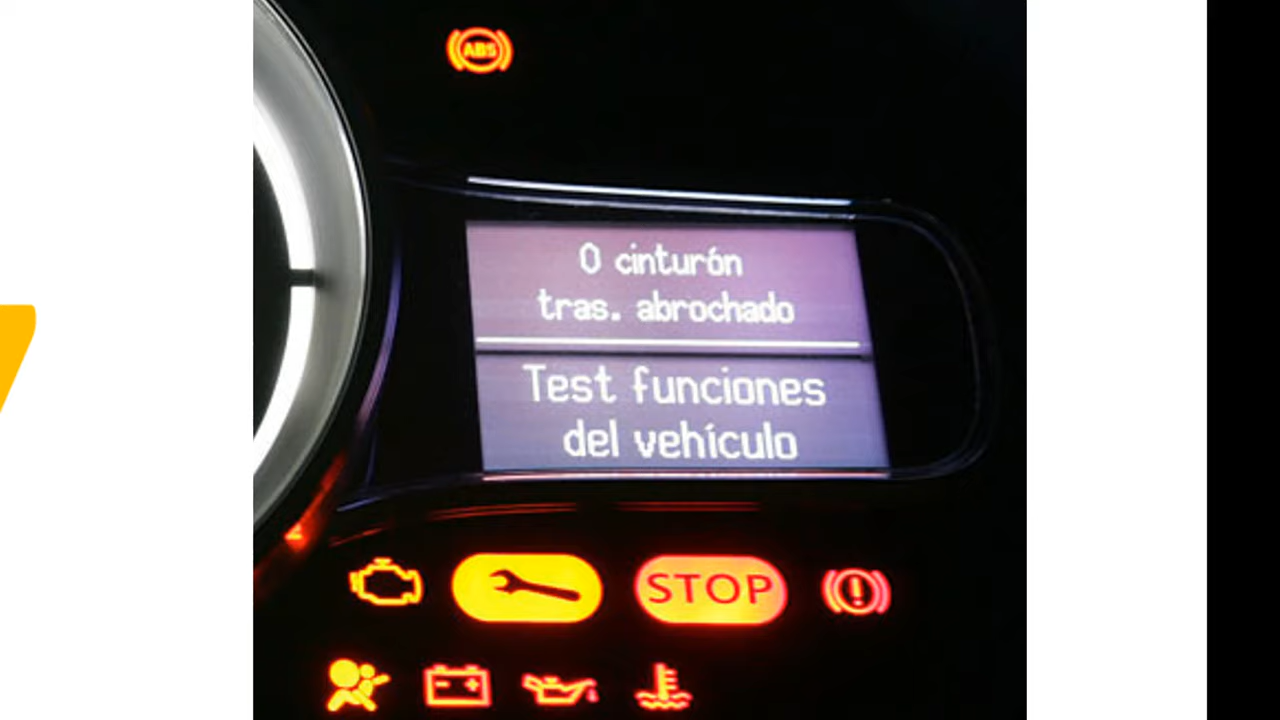 ABS
0 cinturón
tras. abrochado
Test funciones
del vehículo
STOP